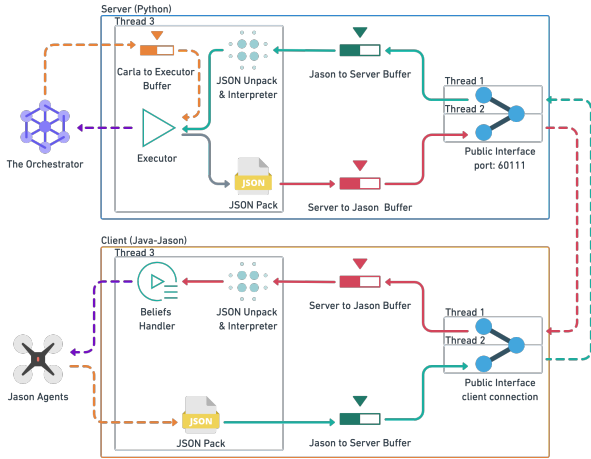 Server (Python)
Thread 3
Carla to Executor
Buffer
JSON Unpack
& Interpreter
Jason to Server Buffer
Thread 1
Thread 2
Public Interface
port: 60111
The Orchestrator
Executor
JSON
JSON Pack
Server to Jason Buffer
Client (Java-Jason)
Thread 3
Beliefs
Handler
JSON Unpack
& Interpreter
Server to Jason Buffer
Thread 1
Thread 2
Public Interface
client connection
Jason Agents
JSON
JSON Pack
Jason to Server Buffer